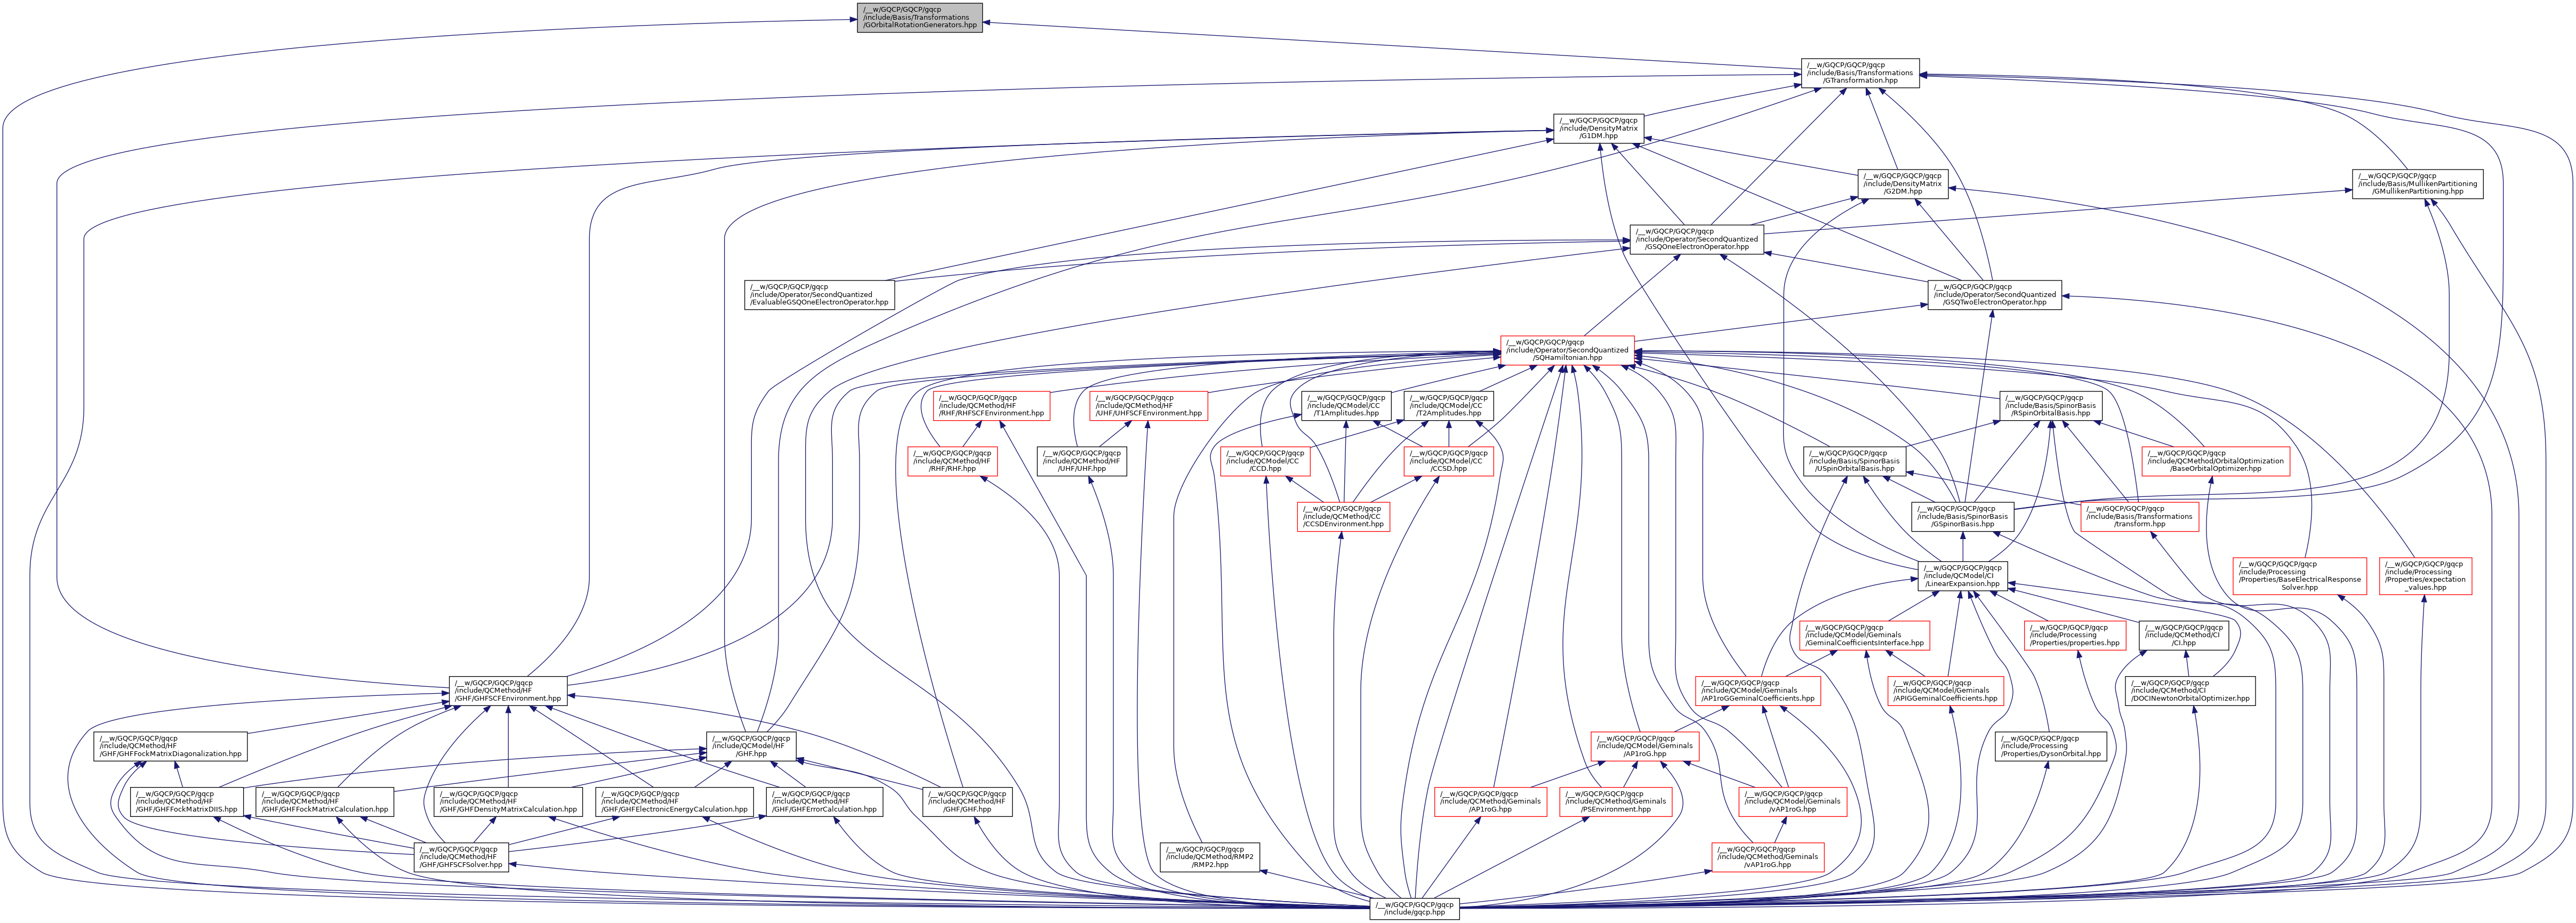 /__w/GQCP/GQCP/gqcp
/include/Basis/Transformations
/GOrbitalRotationGenerators.hpp
/__w/GQCP/GQCP/gqcp
/include/Basis/Transformations
/GTransformation.hpp
/__w/GQCP/GQCP/gqcp
/include/DensityMatrix
/G1DM.hpp
/__w/GQCP/GQCP/gqcp
/include/DensityMatrix
/G2DM.hpp
/__w/GQCP/GQCP/gqcp
/include/Basis/MullikenPartitioning
/GMullikenPartitioning.hpp
/__w/GQCP/GQCP/gqcp
/include/Operator/SecondQuantized
/GSQOneElectronOperator.hpp
/__w/GQCP/GQCP/gqcp
/include/Operator/SecondQuantized
/EvaluableGSQOneElectronOperator.hpp
/__w/GQCP/GQCP/gqcp
/include/Operator/SecondQuantized
/GSQTwoElectronOperator.hpp
/__w/GQCP/GQCP/gqcp
/include/Operator/SecondQuantized
/SQHamiltonian.hpp
/__w/GQCP/GQCP/gqcp
/include/QCMethod/HF
/RHF/RHFSCFEnvironment.hpp
/__w/GQCP/GQCP/gqcp
/include/QCMethod/HF
/UHF/UHFSCFEnvironment.hpp
/__w/GQCP/GQCP/gqcp
/include/QCModel/CC
/T1Amplitudes.hpp
/__w/GQCP/GQCP/gqcp
/include/QCModel/CC
/T2Amplitudes.hpp
/__w/GQCP/GQCP/gqcp
/include/Basis/SpinorBasis
/RSpinOrbitalBasis.hpp
/__w/GQCP/GQCP/gqcp
/include/QCMethod/HF
/RHF/RHF.hpp
/__w/GQCP/GQCP/gqcp
/include/QCMethod/HF
/UHF/UHF.hpp
/__w/GQCP/GQCP/gqcp
/include/QCModel/CC
/CCD.hpp
/__w/GQCP/GQCP/gqcp
/include/QCModel/CC
/CCSD.hpp
/__w/GQCP/GQCP/gqcp
/include/Basis/SpinorBasis
/USpinOrbitalBasis.hpp
/__w/GQCP/GQCP/gqcp
/include/QCMethod/OrbitalOptimization
/BaseOrbitalOptimizer.hpp
/__w/GQCP/GQCP/gqcp
/include/QCMethod/CC
/CCSDEnvironment.hpp
/__w/GQCP/GQCP/gqcp
/include/Basis/SpinorBasis
/GSpinorBasis.hpp
/__w/GQCP/GQCP/gqcp
/include/Basis/Transformations
/transform.hpp
/__w/GQCP/GQCP/gqcp
/include/QCModel/CI
/LinearExpansion.hpp
/__w/GQCP/GQCP/gqcp
/include/Processing
/Properties/BaseElectricalResponse
Solver.hpp
/__w/GQCP/GQCP/gqcp
/include/Processing
/Properties/expectation
_values.hpp
/__w/GQCP/GQCP/gqcp
/include/QCModel/Geminals
/GeminalCoefficientsInterface.hpp
/__w/GQCP/GQCP/gqcp
/include/Processing
/Properties/properties.hpp
/__w/GQCP/GQCP/gqcp
/include/QCMethod/CI
/CI.hpp
/__w/GQCP/GQCP/gqcp
/include/QCMethod/HF
/GHF/GHFSCFEnvironment.hpp
/__w/GQCP/GQCP/gqcp
/include/QCModel/Geminals
/AP1roGGeminalCoefficients.hpp
/__w/GQCP/GQCP/gqcp
/include/QCModel/Geminals
/APIGGeminalCoefficients.hpp
/__w/GQCP/GQCP/gqcp
/include/QCMethod/CI
/DOCINewtonOrbitalOptimizer.hpp
/__w/GQCP/GQCP/gqcp
/include/QCMethod/HF
/GHF/GHFFockMatrixDiagonalization.hpp
/__w/GQCP/GQCP/gqcp
/include/QCModel/HF
/GHF.hpp
/__w/GQCP/GQCP/gqcp
/include/QCModel/Geminals
/AP1roG.hpp
/__w/GQCP/GQCP/gqcp
/include/Processing
/Properties/DysonOrbital.hpp
/__w/GQCP/GQCP/gqcp
/include/QCMethod/HF
/GHF/GHFFockMatrixDIIS.hpp
/__w/GQCP/GQCP/gqcp
/include/QCMethod/HF
/GHF/GHFFockMatrixCalculation.hpp
/__w/GQCP/GQCP/gqcp
/include/QCMethod/HF
/GHF/GHFDensityMatrixCalculation.hpp
/__w/GQCP/GQCP/gqcp
/include/QCMethod/HF
/GHF/GHFElectronicEnergyCalculation.hpp
/__w/GQCP/GQCP/gqcp
/include/QCMethod/HF
/GHF/GHFErrorCalculation.hpp
/__w/GQCP/GQCP/gqcp
/include/QCMethod/HF
/GHF/GHF.hpp
/__w/GQCP/GQCP/gqcp
/include/QCMethod/Geminals
/AP1roG.hpp
/__w/GQCP/GQCP/gqcp
/include/QCMethod/Geminals
/PSEnvironment.hpp
/__w/GQCP/GQCP/gqcp
/include/QCModel/Geminals
/vAP1roG.hpp
/__w/GQCP/GQCP/gqcp
/include/QCMethod/HF
/GHF/GHFSCFSolver.hpp
/__w/GQCP/GQCP/gqcp
/include/QCMethod/RMP2
/RMP2.hpp
/__w/GQCP/GQCP/gqcp
/include/QCMethod/Geminals
/vAP1roG.hpp
/__w/GQCP/GQCP/gqcp
/include/gqcp.hpp